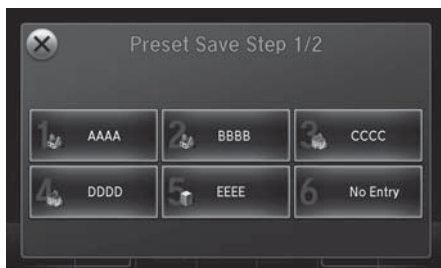 Preset Save Step 1/2
1 AAAA 2 BBBB 3 CCCC
4 DDDD 5 EEEE 6 No Entry